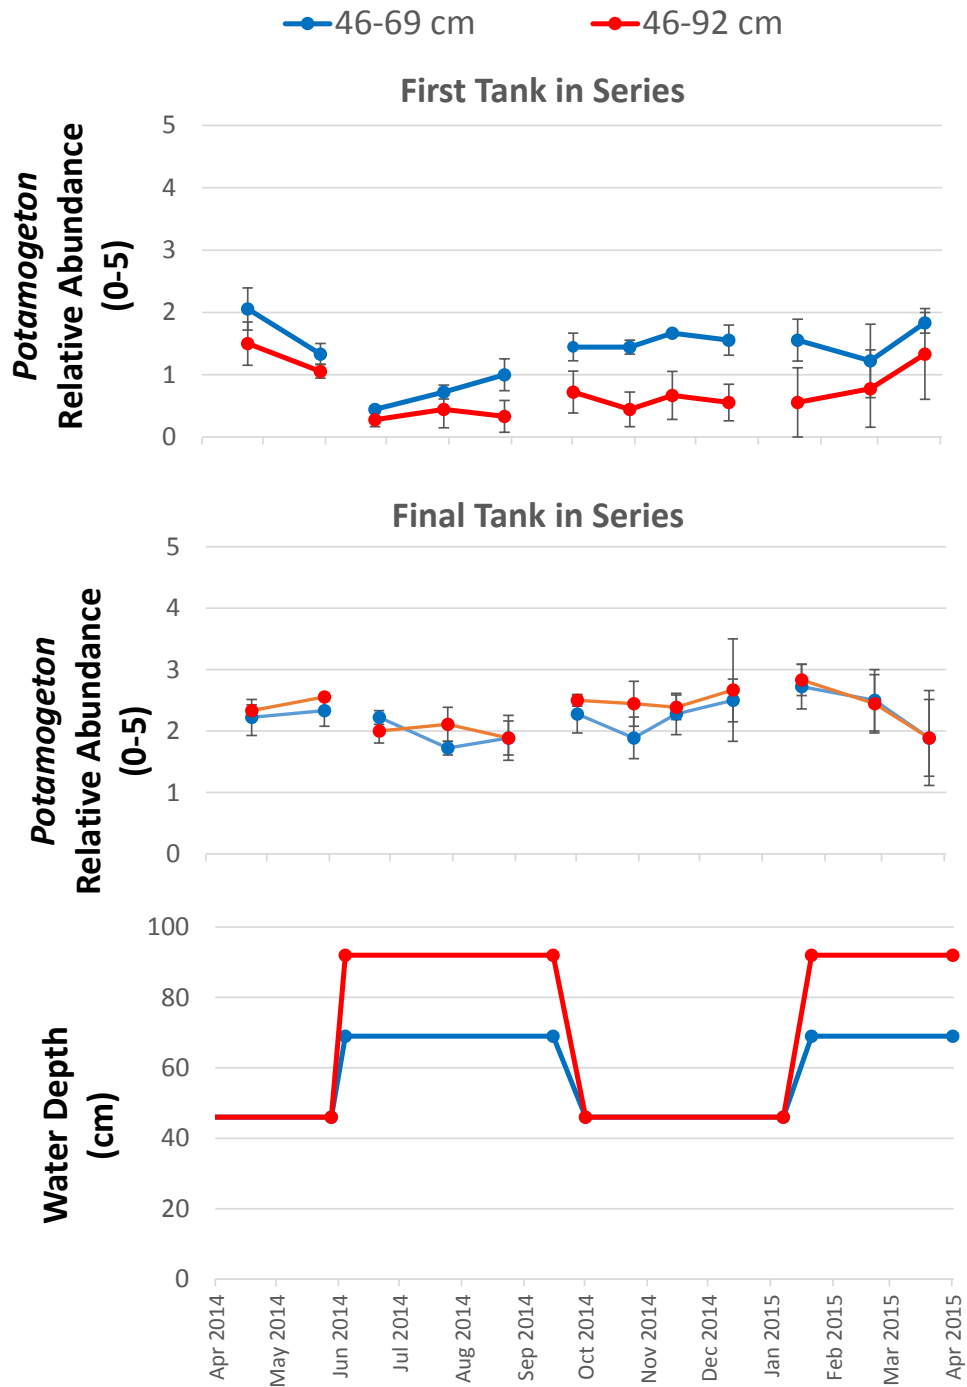 46-69 cm
46-92 cm
First Tank in Series
Potamogeton
Relative Abundance
(0-5)
5
4
3
2
1
0
Final Tank in Series
Potamogeton
Relative Abundance
(0-5)
5
4
3
2
1
0
Water Depth
(cm)
100
80
60
40
20
0
Apr 2014
May 2014
Jun 2014
Jul 2014
Aug 2014
Sep 2014
Oct 2014
Nov 2014
Dec 2014
Jan 2015
Feb 2015
Mar 2015
Apr 2015